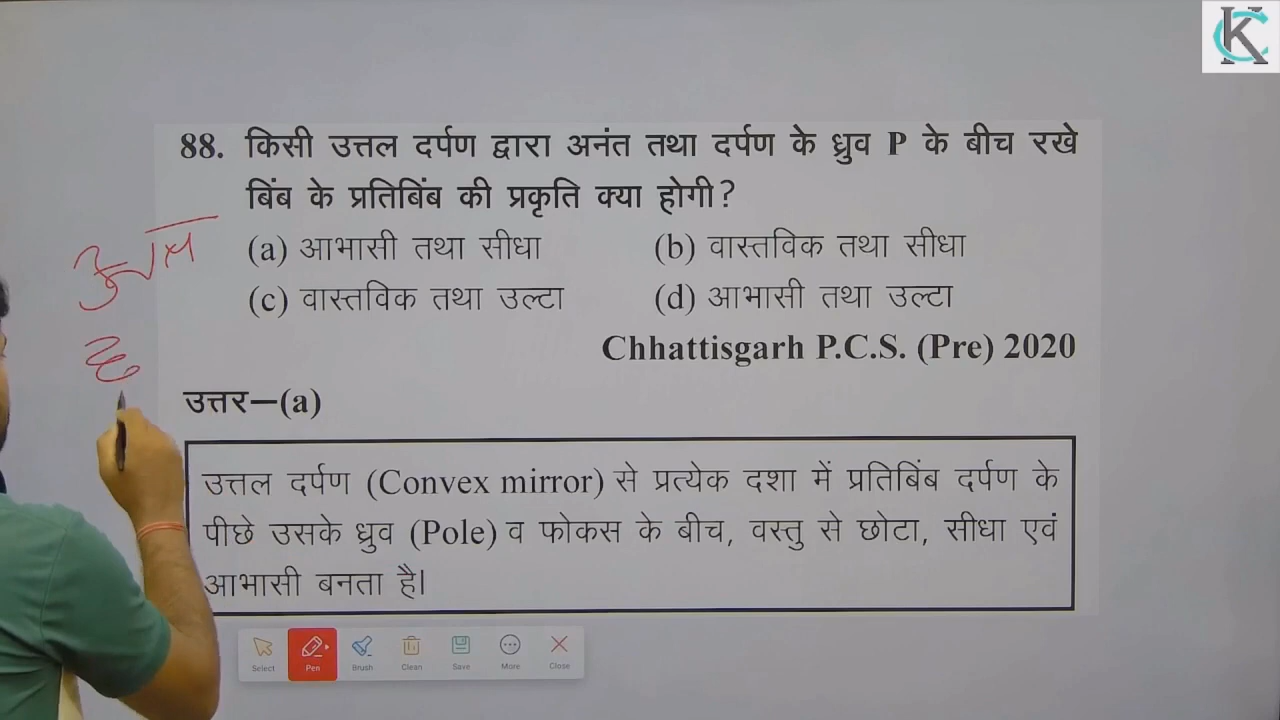 88. किसी उत्तल दर्पण द्वारा अनंत तथा दर्पण के ध्रुव P के बीच रखे
बिंब के प्रतिबिंब की प्रकृति क्या होगी?
(a) आभासी तथा सीधा (b) वास्तविक तथा सीधा
(c) वास्तविक तथा उल्टा (d) आभासी तथा उल्टा
Chhattisgarh P.C.S. (Pre) 2020
उत्तर–(a)
उत्तल दर्पण (Convex mirror) से प्रत्येक दशा में प्रतिबिंब दर्पण के
पीछे उसके ध्रुव (Pole) व फोकस के बीच, वस्तु से छोटा, सीधा एवं
आभासी बनता है।
Select Pen Brush Clean Save More Close